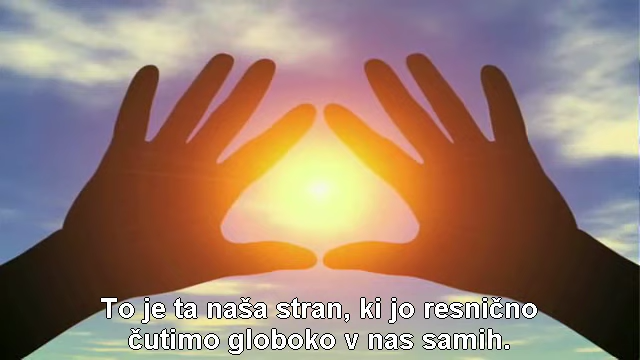 To je ta naša stran, ki jo resnično
čutimo globoko v nas samih.